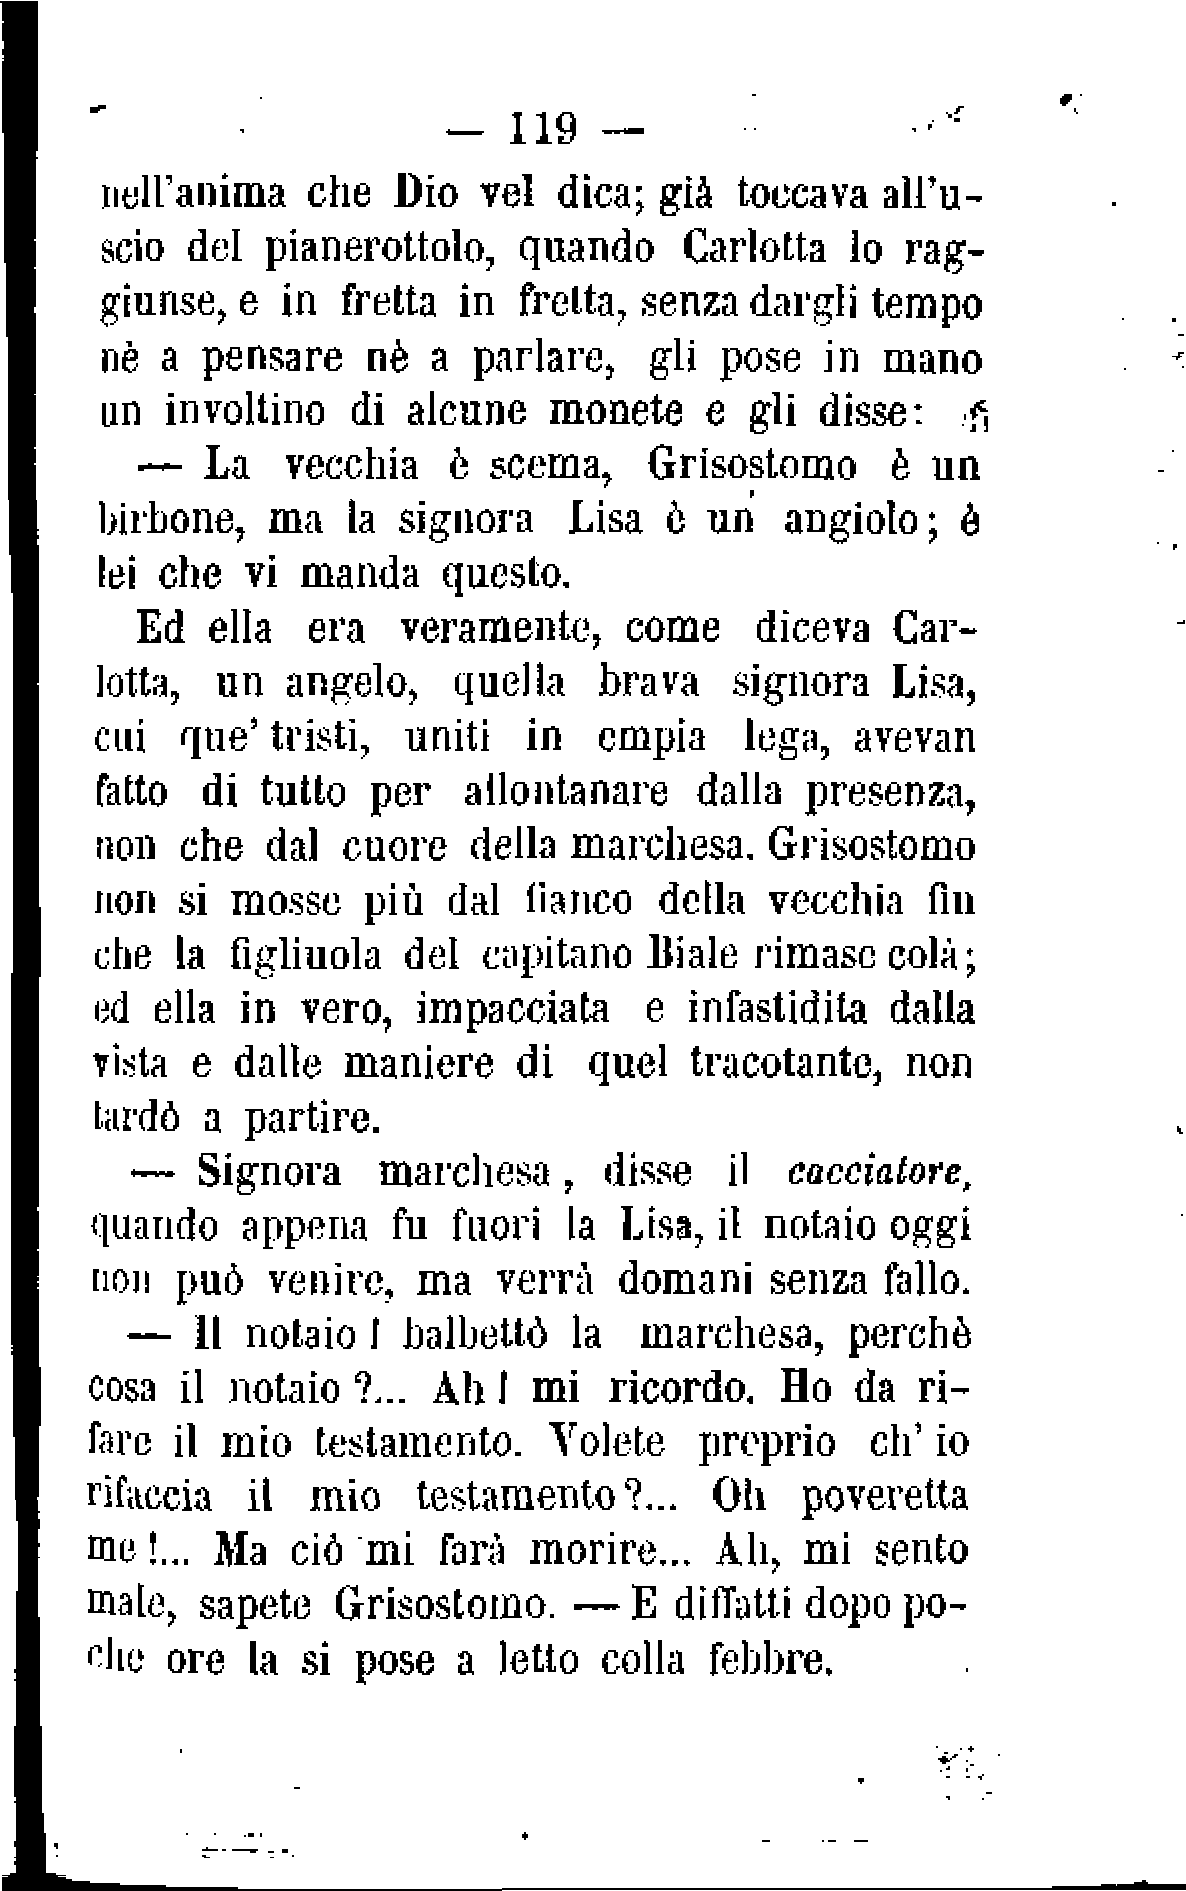 — 119 —
nell'anima che Dio vel dica; già toccava all'u-
scio del pianerottolo, quando Carlotta lo rag-
giunse, e in fretta in fretta, senza dargli tempo
nè a pensare nè a parlare, gli pose in mano
un involtino di alcune monete e gli disse:
— La vecchia è scema, Grisostomo è un
birbone, ma la signora Lisa è un angiolo; è
lei che vi manda questo.
Ed ella era veramente, come diceva Car-
lotta, un angelo, quella brava signora Lisa,
cui que' tristi, uniti in empia lega, avevan
fatto di tutto per allontanare dalla presenza,
non che dal cuore della marchesa. Grisostomo
non si mosse più dal fianco della vecchia fin
che la figliuola del capitano Biale rimase colà;
ed ella in vero, impacciata e infastidita dalla
vista e dalle maniere di quel tracotante, non
tardò a partire.
— Signora marchesa, disse il cacciatore,
quando appena fu fuori la Lisa, il notaio oggi
non può venire, ma verrà domani senza fallo.
— Il notaio! balbettò la marchesa, perchè
cosa il notaio?... Ah! mi ricordo. Ho da ri-
fare il mio testamento. Volete proprio ch' io
rifaccia il mio testamento?... Oh poveretta
me!... Ma ciò mi farà morire... Ah, mi sento
male, sapete Grisostomo. — E diffatti dopo po-
che ore la si pose a letto colla febbre.